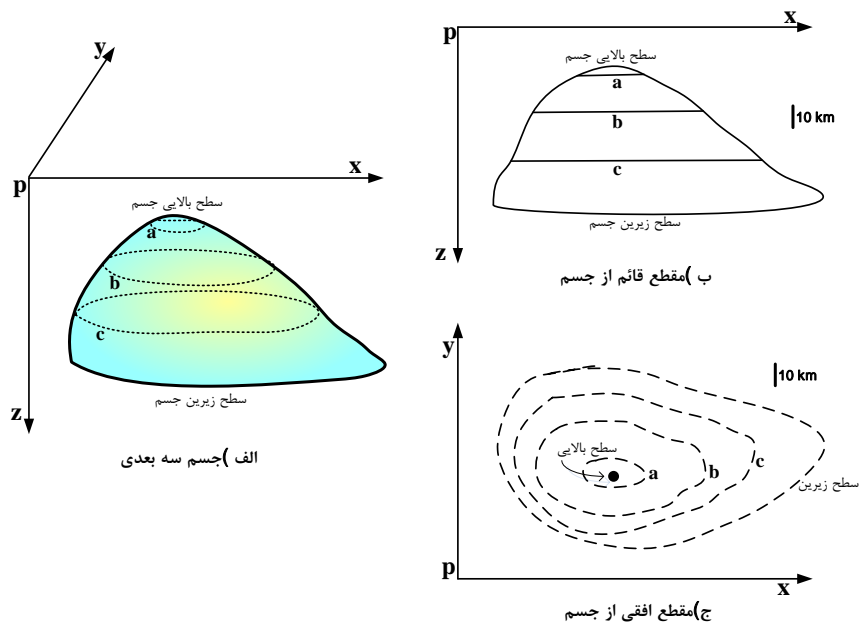 y
x
p
z
سطح بالایی جسم
a
b
c
سطح زیرین جسم
الف )جسم سه بعدی
p
x
z
سطح بالایی جسم
a
b
c
10 km
سطح زیرین جسم
ب )مقطع قائم از جسم
y
p
x
10 km
سطح بالایی
a
b
c
سطح زیرین
ج)مقطع افقی از جسم